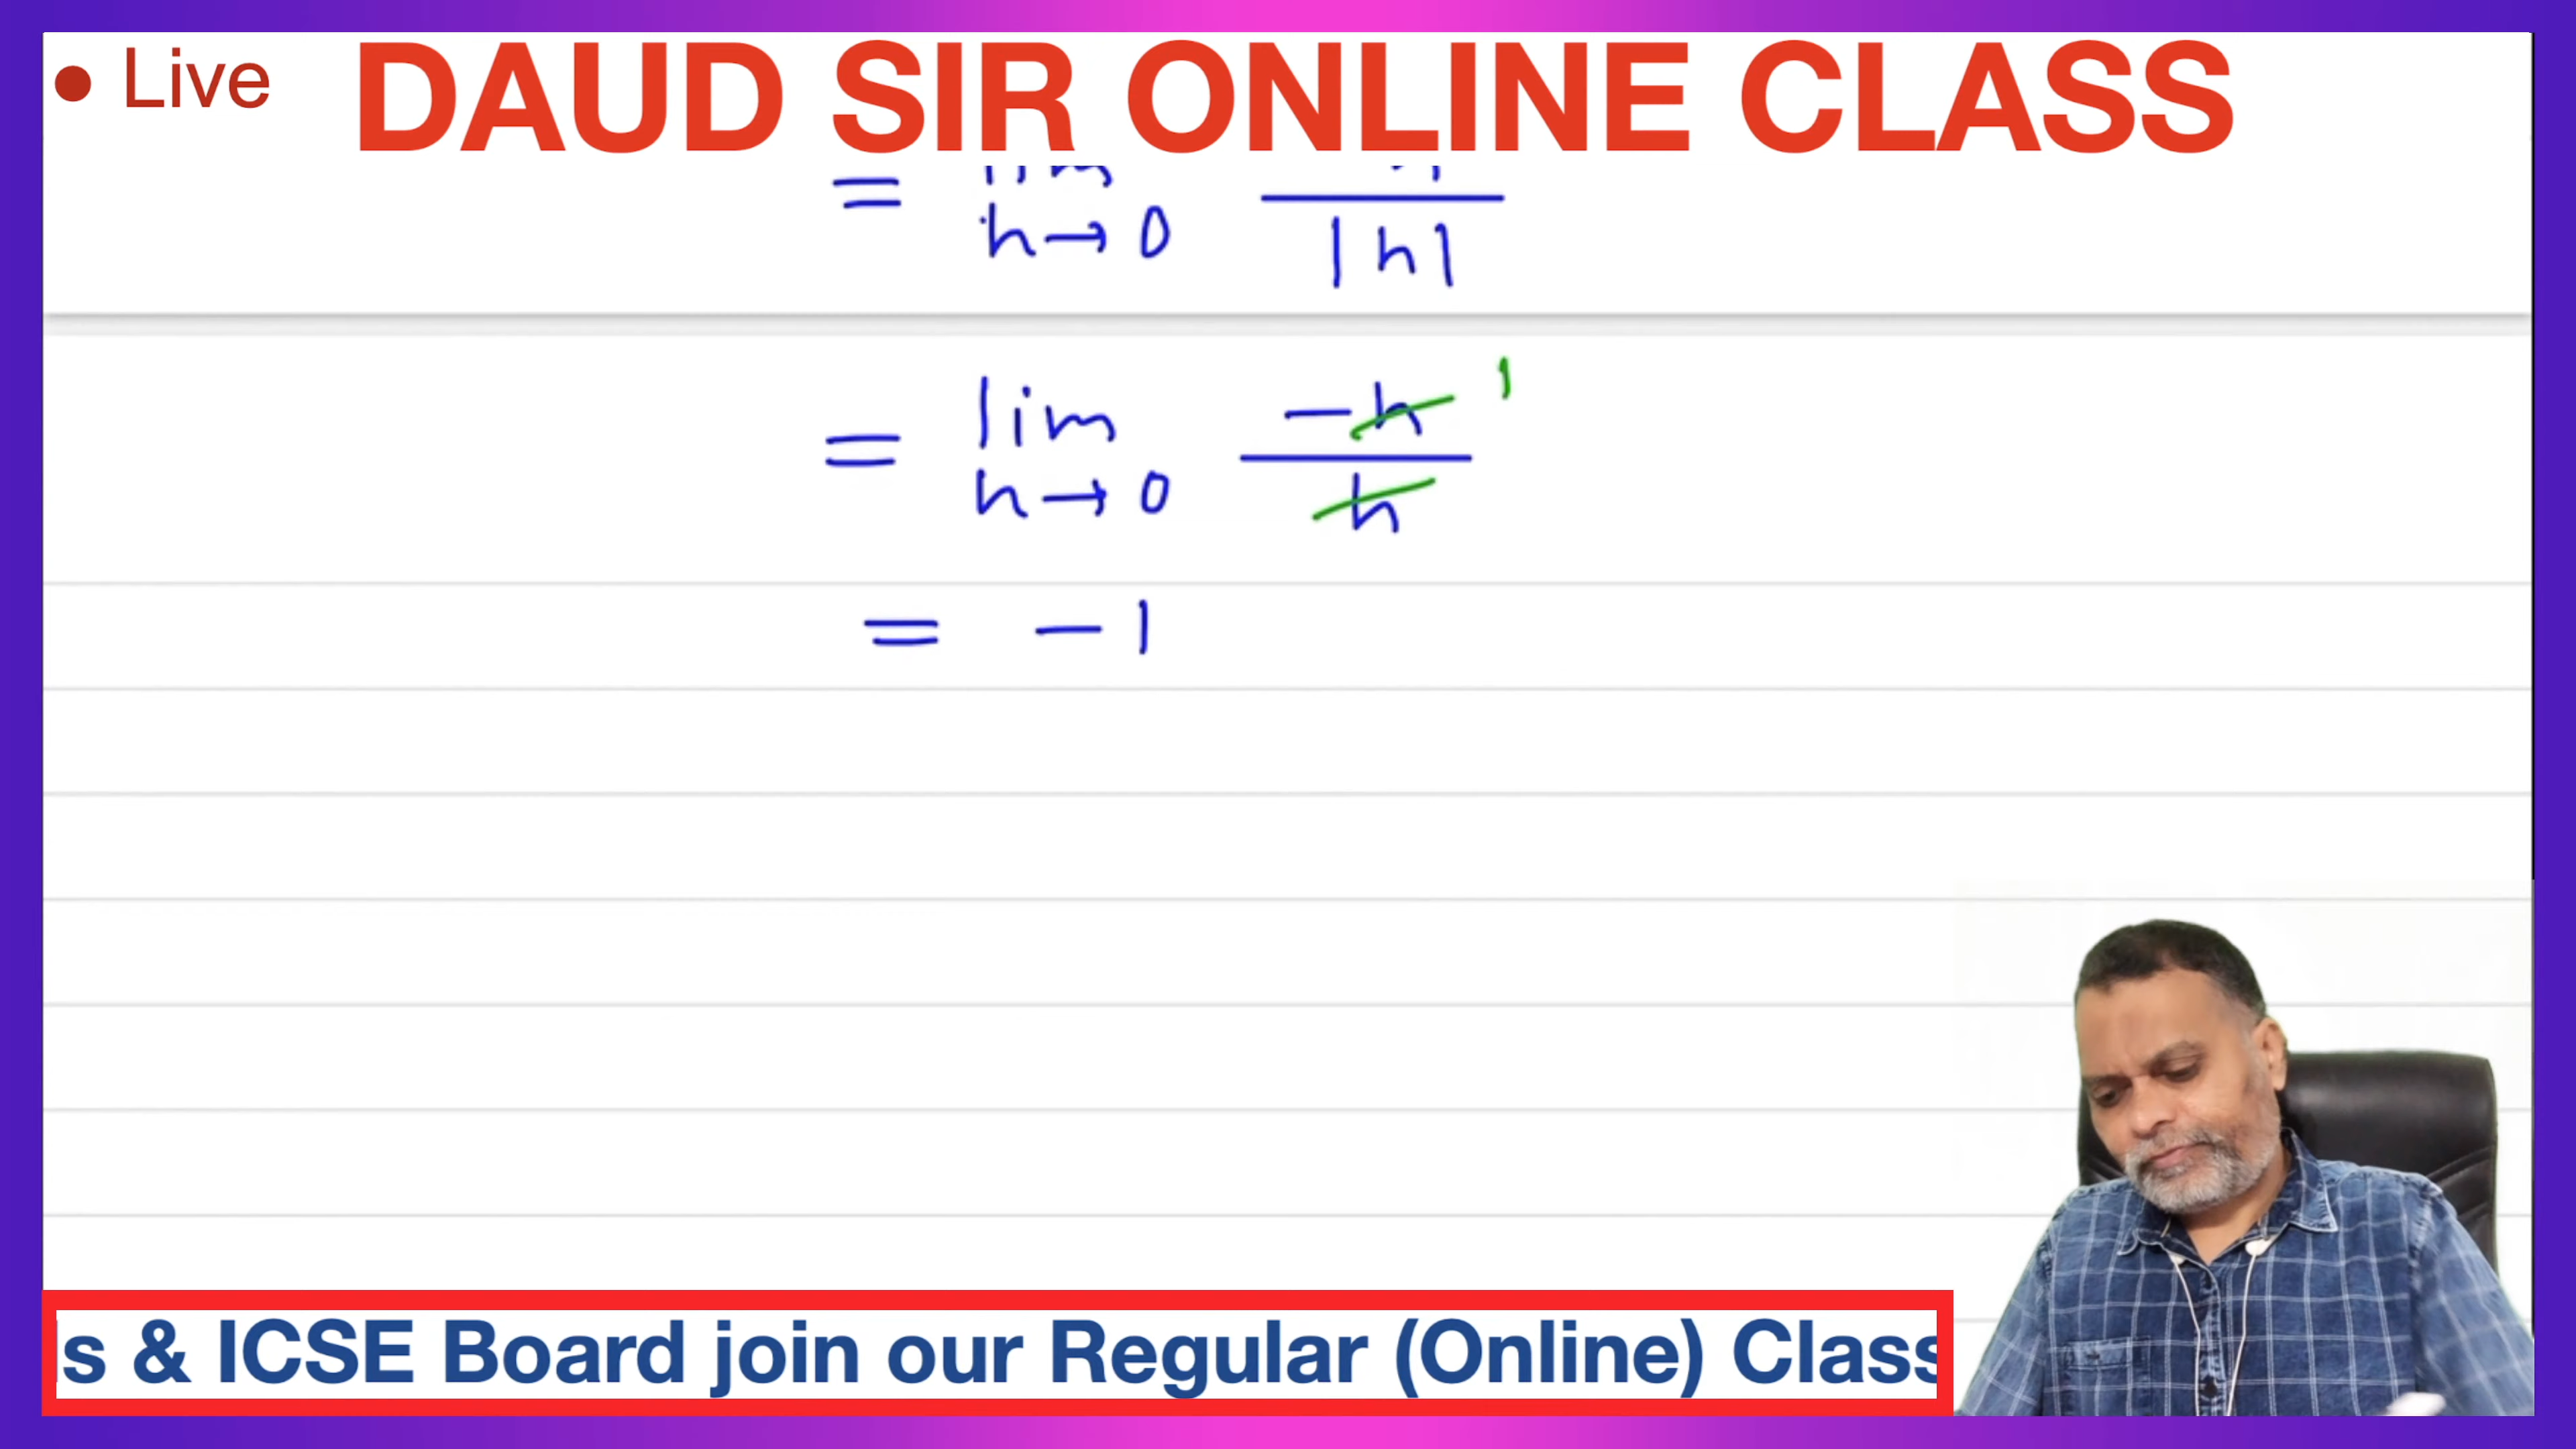 • Live DAUD SIR ONLINE CLASS
= lim
h→0 |h|
= lim -h 1
h→0 h
= -1
s & ICSE Board join our Regular (Online) Class